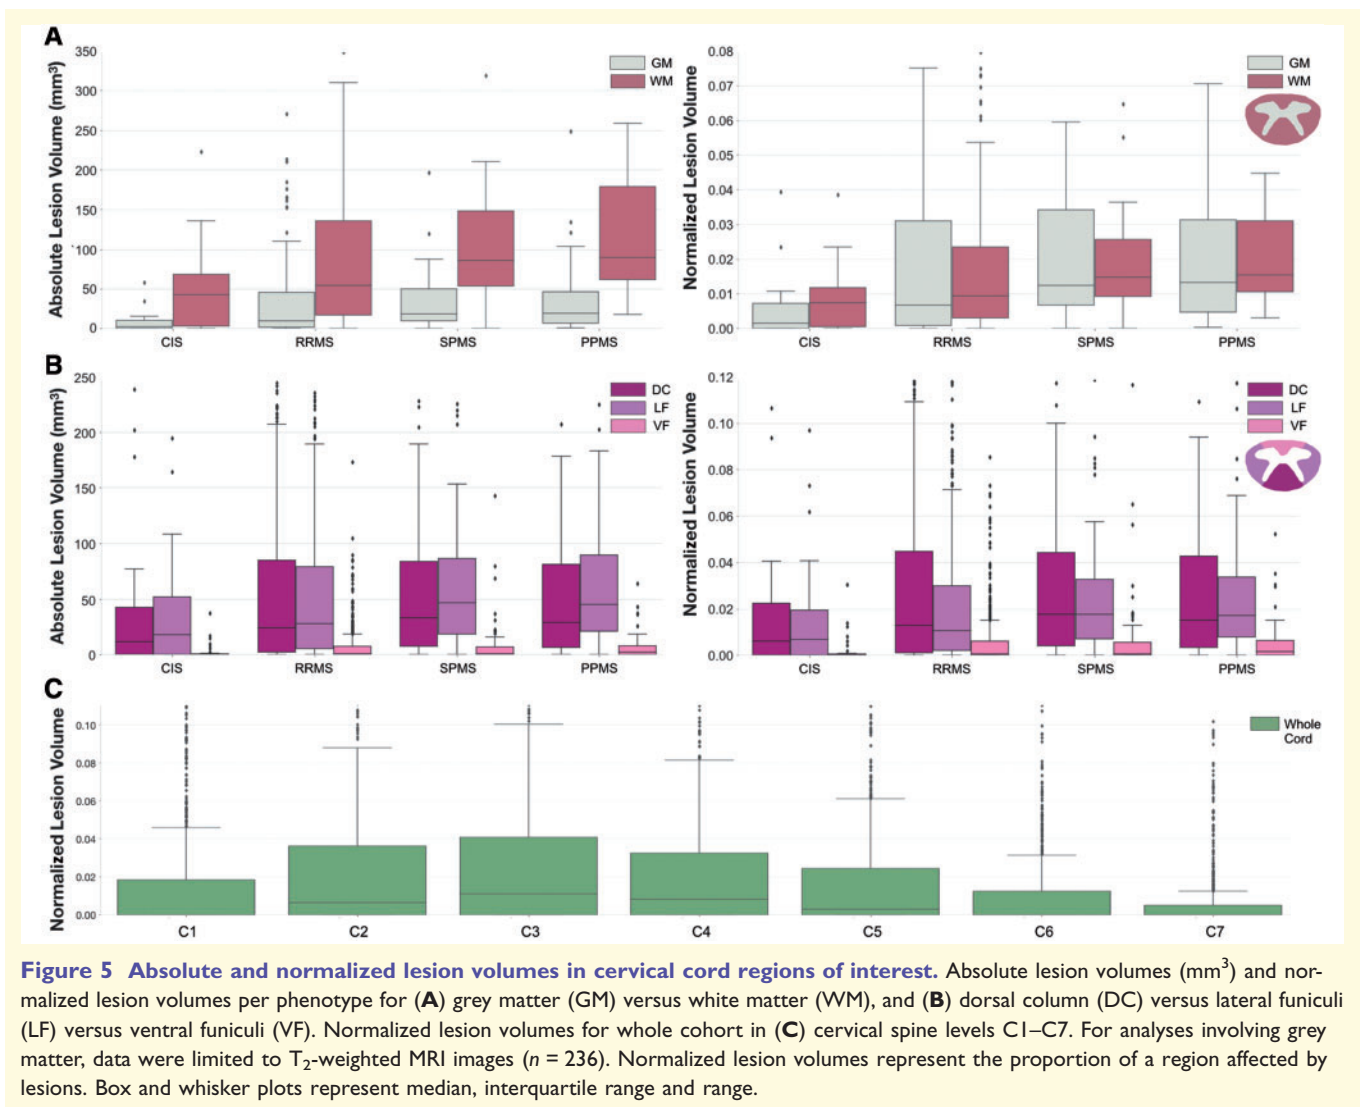 A
Absolute Lesion Volume (mm³)
350
300
250
200
150
100
50
0
CIS
RRMS
SPMS
PPMS
GM
WM
Normalized Lesion Volume
0.08
0.07
0.06
0.05
0.04
0.03
0.02
0.01
0.00
CIS
RRMS
SPMS
PPMS
GM
WM
B
Absolute Lesion Volume (mm³)
250
200
150
100
50
0
CIS
RRMS
SPMS
PPMS
DC
LF
VF
Normalized Lesion Volume
0.12
0.10
0.08
0.06
0.04
0.02
0.00
CIS
RRMS
SPMS
PPMS
DC
LF
VF
C
Normalized Lesion Volume
0.10
0.08
0.06
0.04
0.02
0.00
C1
C2
C3
C4
C5
C6
C7
Whole
Cord
Figure 5 Absolute and normalized lesion volumes in cervical cord regions of interest. Absolute lesion volumes (mm³) and nor-
malized lesion volumes per phenotype for (A) grey matter (GM) versus white matter (WM), and (B) dorsal column (DC) versus lateral funiculi
(LF) versus ventral funiculi (VF). Normalized lesion volumes for whole cohort in (C) cervical spine levels C1–C7. For analyses involving grey
matter, data were limited to T₂-weighted MRI images (n = 236). Normalized lesion volumes represent the proportion of a region affected by
lesions. Box and whisker plots represent median, interquartile range and range.